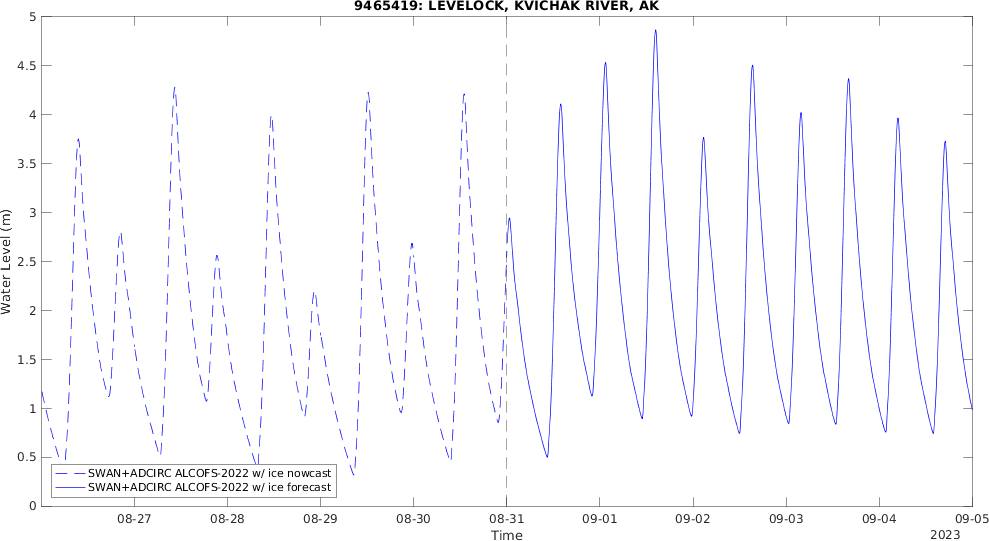 9465419: LEVELOCK, KVICHAK RIVER, AK
5
4.5
4
3.5
3
2.5
2
1.5
1
0.5
0
Water Level (m)
SWAN+ADCIRC ALCOFS-2022 w/ ice nowcast
SWAN+ADCIRC ALCOFS-2022 w/ ice forecast
08-27 08-28 08-29 08-30 08-31 09-01 09-02 09-03 09-04 09-05
Time
2023